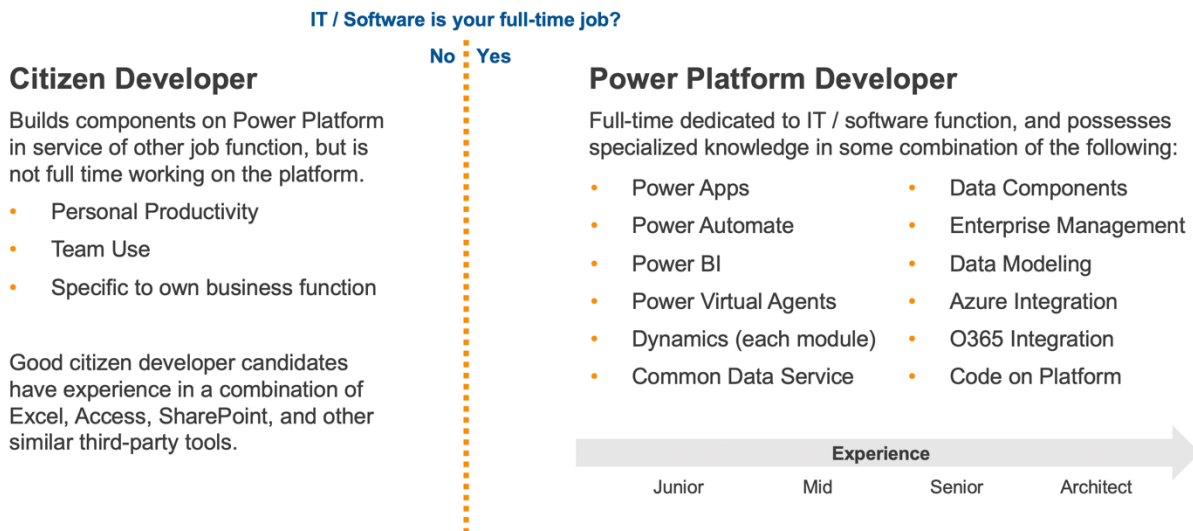 IT / Software is your full-time job?
No Yes
Citizen Developer
Builds components on Power Platform
in service of other job function, but is
not full time working on the platform.
• Personal Productivity
• Team Use
• Specific to own business function
Good citizen developer candidates
have experience in a combination of
Excel, Access, SharePoint, and other
similar third-party tools.
Power Platform Developer
Full-time dedicated to IT / software function, and possesses
specialized knowledge in some combination of the following:
• Power Apps
• Power Automate
• Power BI
• Power Virtual Agents
• Dynamics (each module)
• Common Data Service
• Data Components
• Enterprise Management
• Data Modeling
• Azure Integration
• O365 Integration
• Code on Platform
Experience
Junior Mid Senior Architect